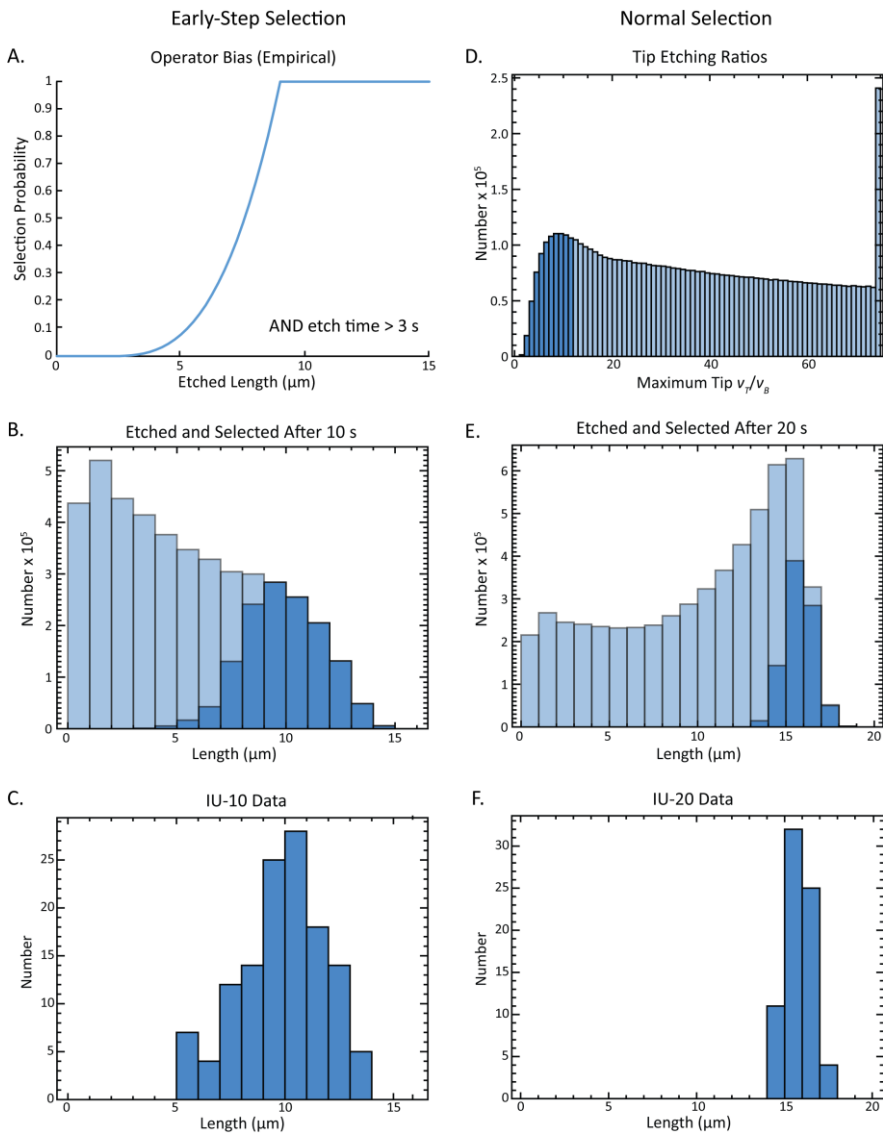 Early-Step Selection
Normal Selection
A.
Operator Bias (Empirical)
1
0.9
0.8
0.7
0.6
0.5
0.4
0.3
0.2
0.1
0
Selection Probability
AND etch time > 3 s
0
5
10
15
Etched Length (μm)
D.
Tip Etching Ratios
2.5
2.0
1.5
1.0
0.5
0
Number x 10⁵
0
20
40
60
Maximum Tip v_T/v_B
B.
Etched and Selected After 10 s
5
4
3
2
1
0
Number x 10⁵
0
5
10
15
Length (μm)
E.
Etched and Selected After 20 s
6
5
4
3
2
1
0
Number x 10⁵
0
5
10
15
20
Length (μm)
C.
IU-10 Data
25
20
15
10
5
0
Number
0
5
10
15
Length (μm)
F.
IU-20 Data
30
25
20
15
10
5
0
Number
0
5
10
15
20
Length (μm)